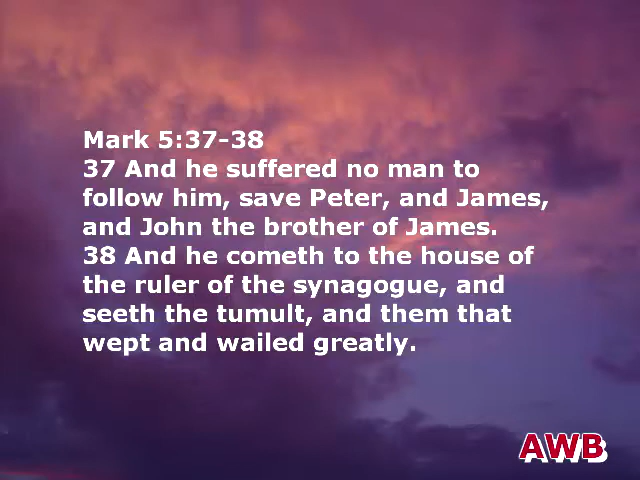 Mark 5:37-38
37 And he suffered no man to
follow him, save Peter, and James,
and John the brother of James.
38 And he cometh to the house of
the ruler of the synagogue, and
seeth the tumult, and them that
wept and wailed greatly.
AWB